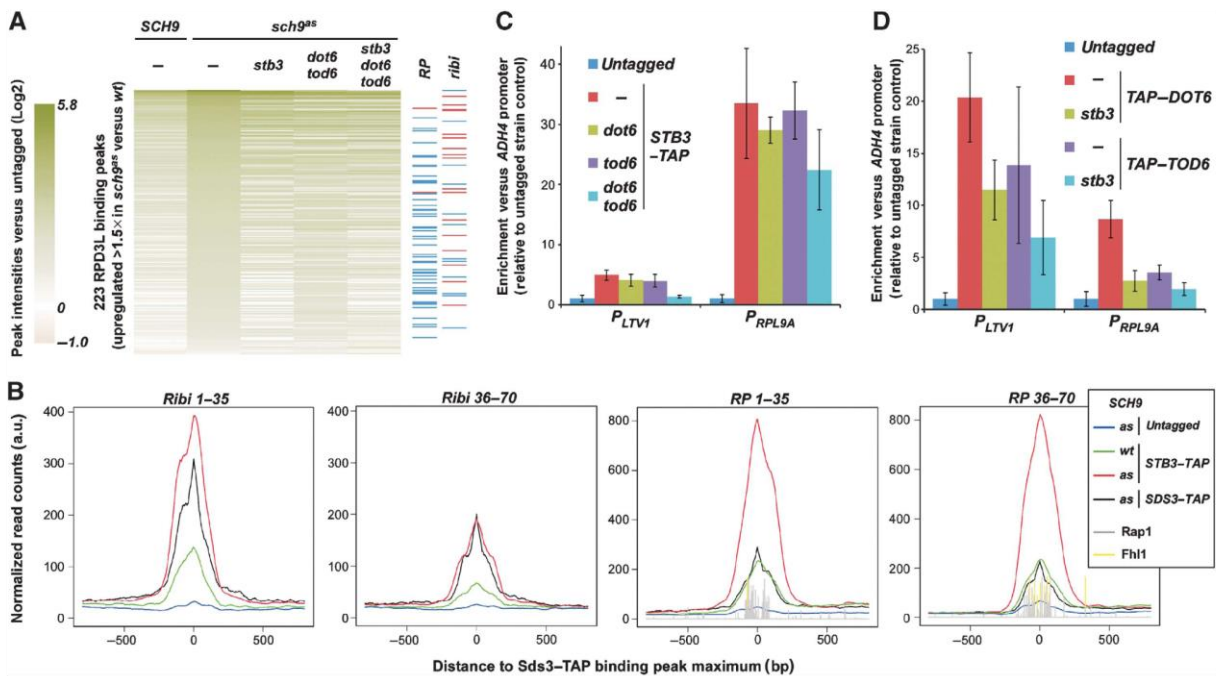 A
SCH9
sch9as
–
–
stb3
dot6
tod6
stb3
dot6
tod6
RP
ribi
Peak intensities versus untagged (Log2)
5.8
0
–1.0
223 RPD3L binding peaks
(upregulated >1.5× in sch9as versus wt)
C
Enrichment versus ADH4 promoter
(relative to untagged strain control)
40
30
20
10
0
Untagged
–
dot6
tod6
dot6
tod6
STB3
–TAP
PLTV1
PRPL9A
D
Enrichment versus ADH4 promoter
(relative to untagged strain control)
25
20
15
10
5
0
Untagged
–
stb3
TAP–DOT6
–
stb3
TAP–TOD6
PLTV1
PRPL9A
B
Normalized read counts (a.u.)
Ribi 1–35
400
300
200
100
0
–500
0
500
Ribi 36–70
400
300
200
100
0
–500
0
500
RP 1–35
800
600
400
200
0
–500
0
500
RP 36–70
800
600
400
200
0
–500
0
500
SCH9
as Untagged
wt
STB3–TAP
as
as SDS3–TAP
Rap1
Fhl1
Distance to Sds3–TAP binding peak maximum (bp)